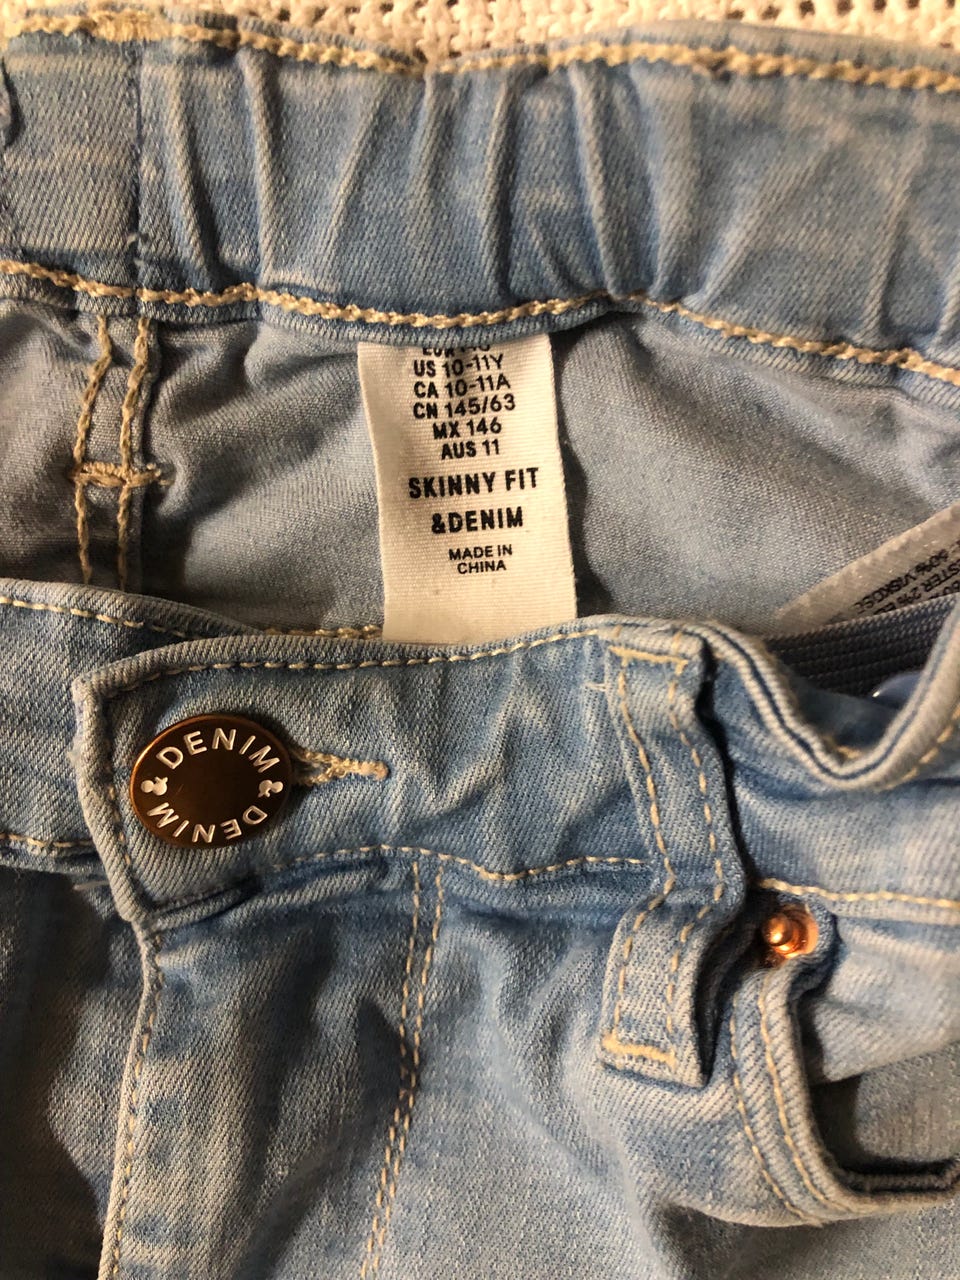 US 10-11Y
CA 10-11A
CN 145/63
MX 146
AUS 11
SKINNY FIT
&DENIM
MADE IN
CHINA
DENIM & DENIM &